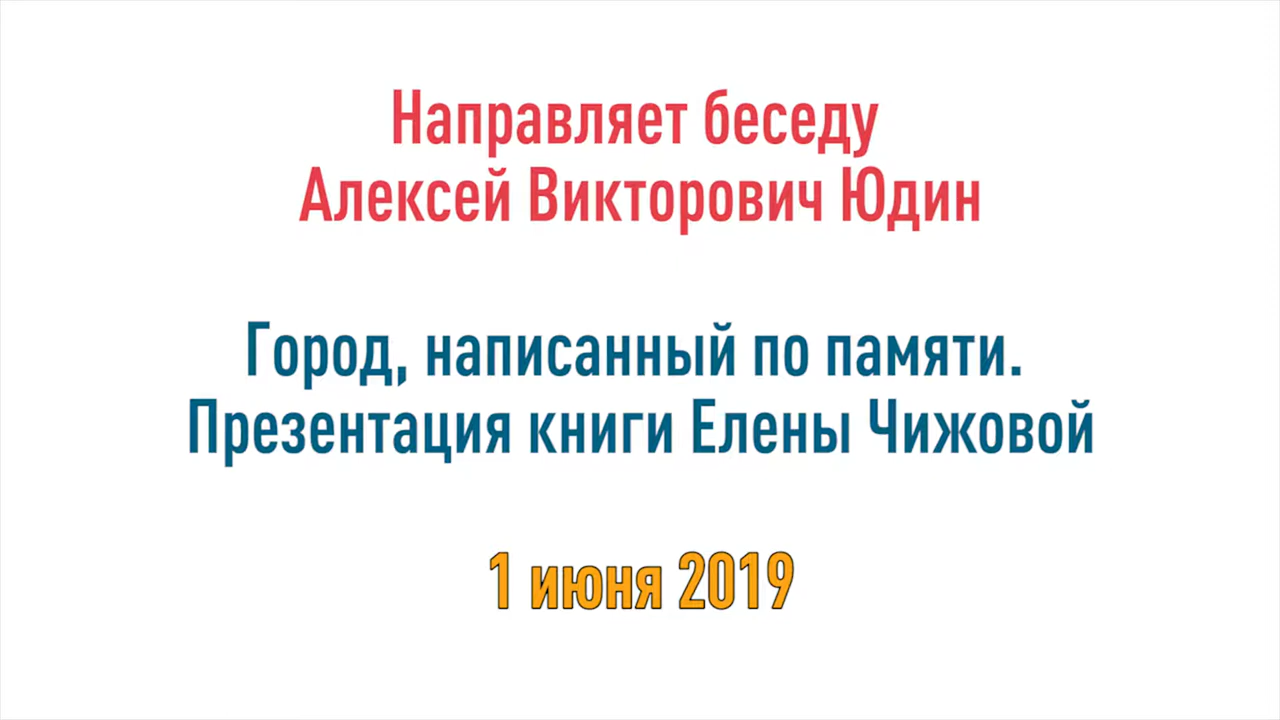 Направляет беседу
Алексей Викторович Юдин
Город, написанный по памяти.
Презентация книги Елены Чижовой
1 июня 2019